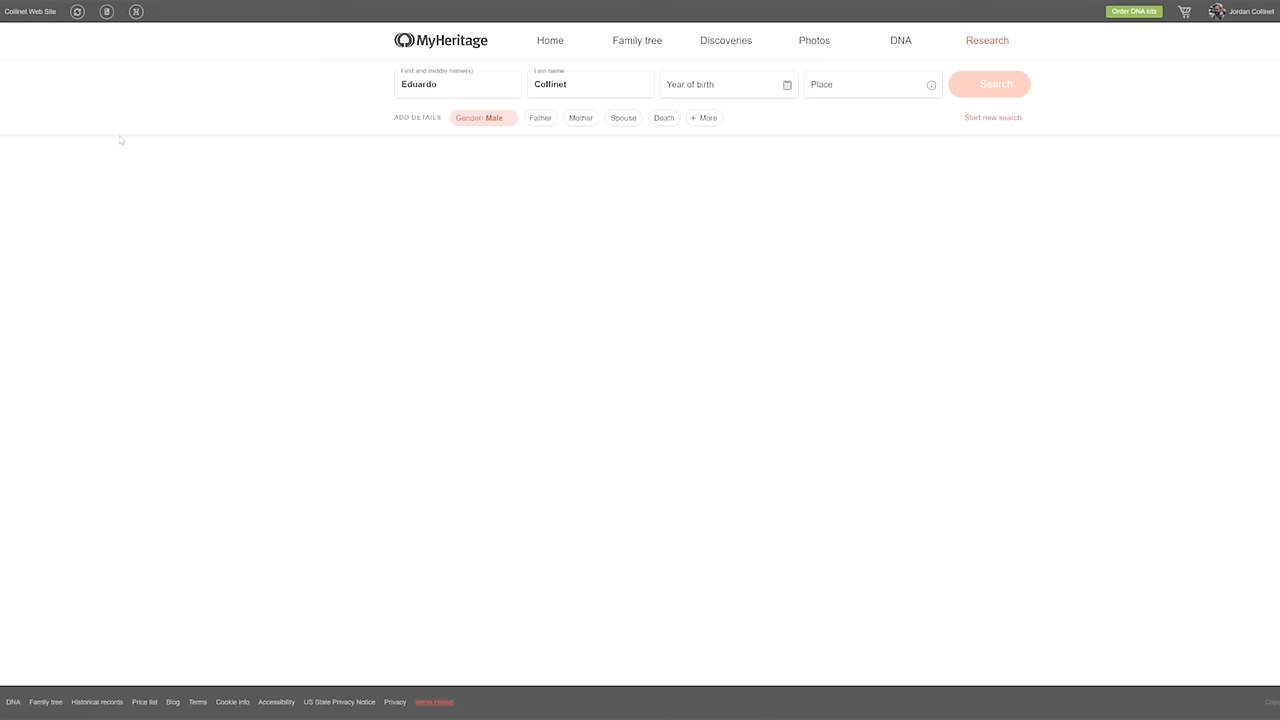 Collinet Web Site
Order DNA kits
Jordan Collinet
MyHeritage
Home
Family tree
Discoveries
Photos
DNA
Research
First and middle name(s)
Eduardo
Last name
Collinet
Year of birth
Place
Search
ADD DETAILS
Gender: Male
Father
Mother
Spouse
Death
+ More
Start new search
DNA
Family tree
Historical records
Price list
Blog
Terms
Cookie info
Accessibility
US State Privacy Notice
Privacy
We're hiring!